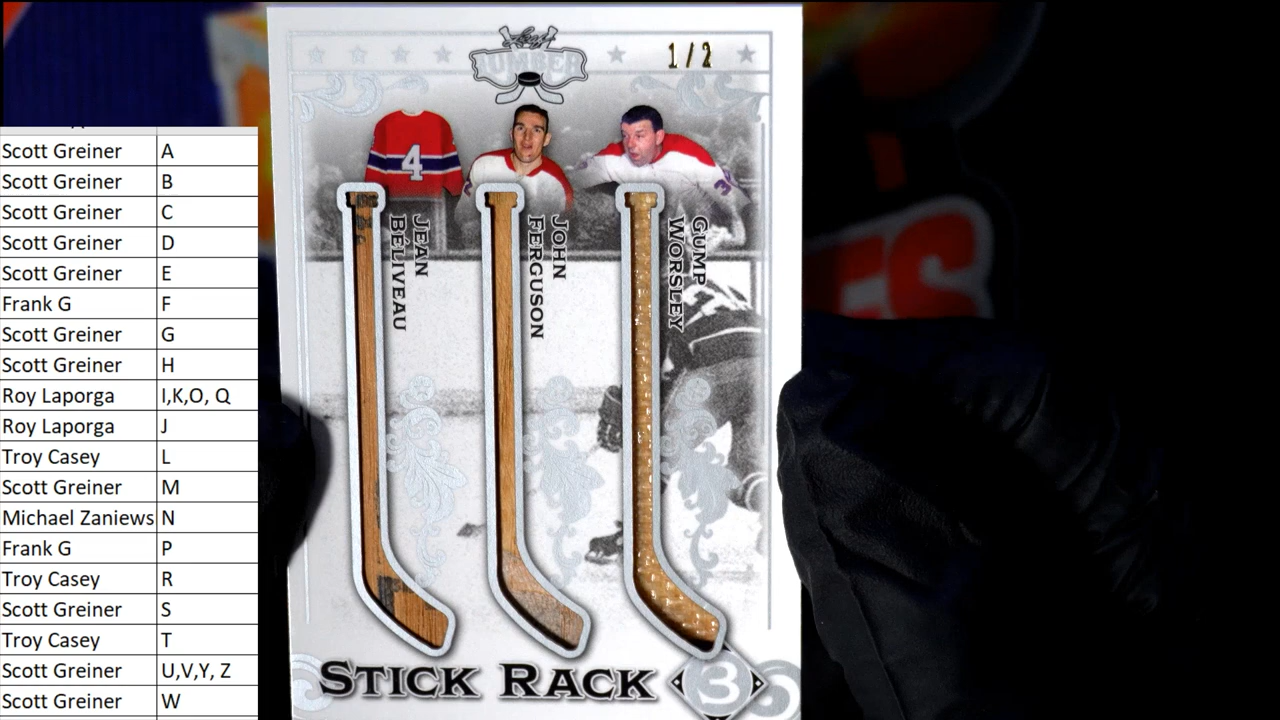 Scott Greiner A
Scott Greiner B
Scott Greiner C
Scott Greiner D
Scott Greiner E
Frank G F
Scott Greiner G
Scott Greiner H
Roy Laporga I,K,O, Q
Roy Laporga J
Troy Casey L
Scott Greiner M
Michael Zaniews N
Frank G P
Troy Casey R
Scott Greiner S
Troy Casey T
Scott Greiner U,V,Y, Z
Scott Greiner W
Leaf
LUMBER
1/2
4
JEAN
BÉLIVEAU
JOHN
FERGUSON
GUMP
WORSLEY
STICK RACK 3